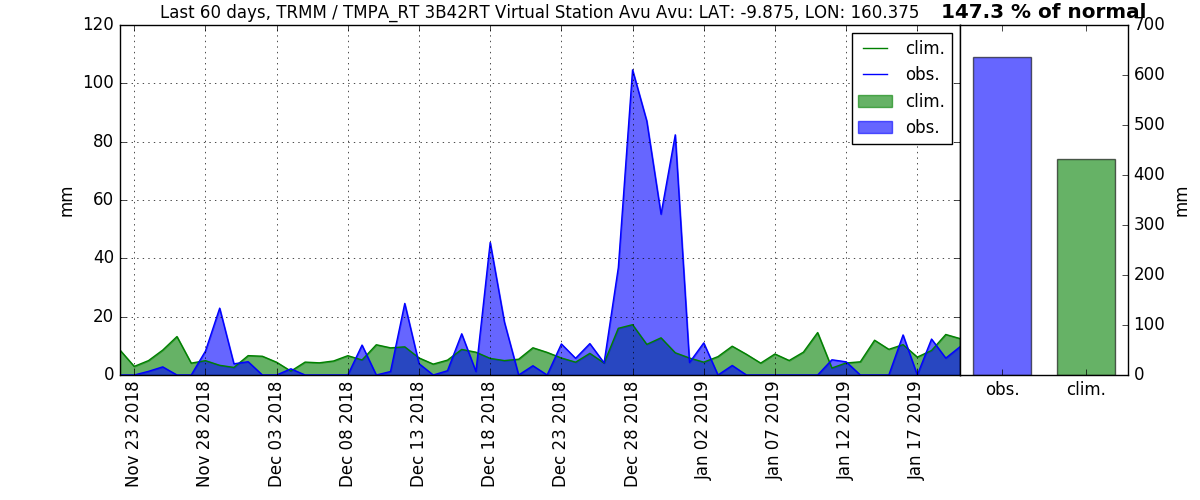 Last 60 days, TRMM / TMPA_RT 3B42RT Virtual Station Avu Avu: LAT: -9.875, LON: 160.375
147.3 % of normal
120
100
80
60
40
20
0
mm
clim.
obs.
clim.
obs.
700
600
500
400
300
200
100
0
mm
obs.
clim.
Nov 23 2018
Nov 28 2018
Dec 03 2018
Dec 08 2018
Dec 13 2018
Dec 18 2018
Dec 23 2018
Dec 28 2018
Jan 02 2019
Jan 07 2019
Jan 12 2019
Jan 17 2019